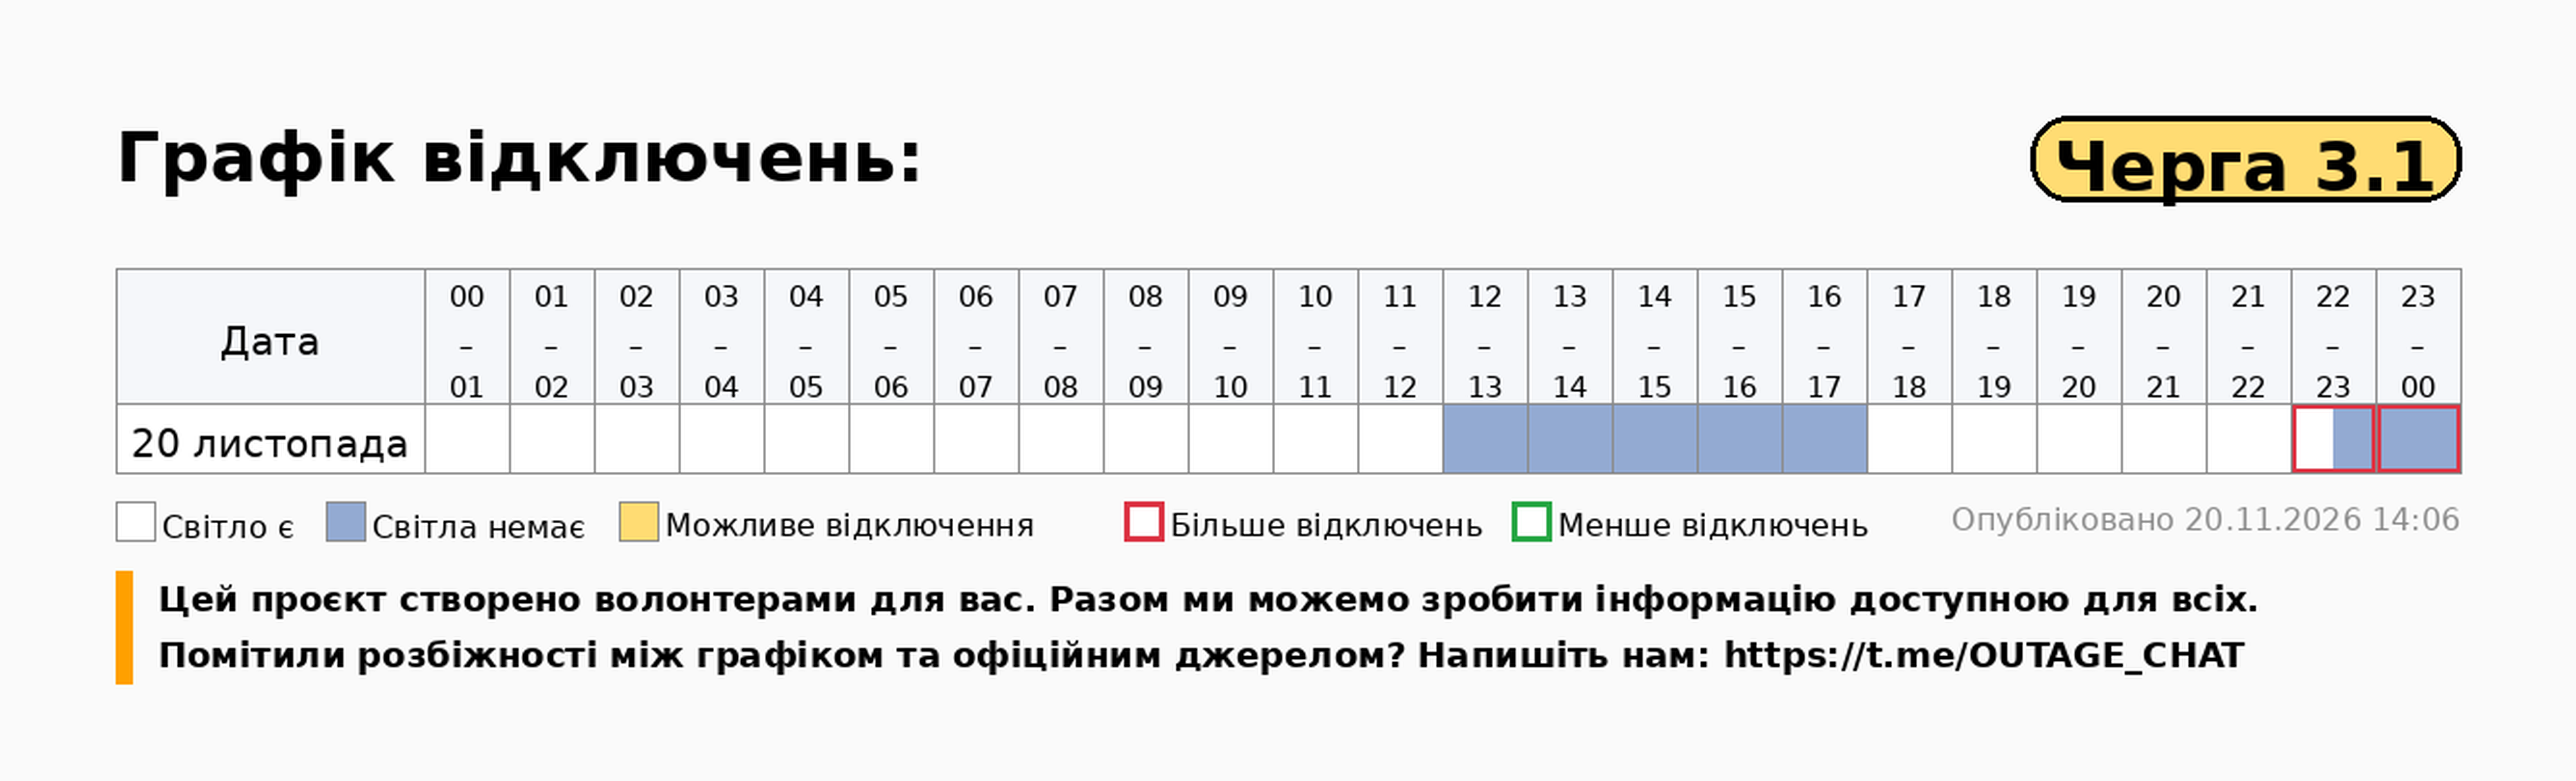 Графік відключень:
Черга 3.1
Дата
00 – 01
01 – 02
02 – 03
03 – 04
04 – 05
05 – 06
06 – 07
07 – 08
08 – 09
09 – 10
10 – 11
11 – 12
12 – 13
13 – 14
14 – 15
15 – 16
16 – 17
17 – 18
18 – 19
19 – 20
20 – 21
21 – 22
22 – 23
23 – 00
20 листопада
Світло є
Світла немає
Можливе відключення
Більше відключень
Менше відключень
Опубліковано 20.11.2026 14:06
Цей проєкт створено волонтерами для вас. Разом ми можемо зробити інформацію доступною для всіх.
Помітили розбіжності між графіком та офіційним джерелом? Напишіть нам: https://t.me/OUTAGE_CHAT